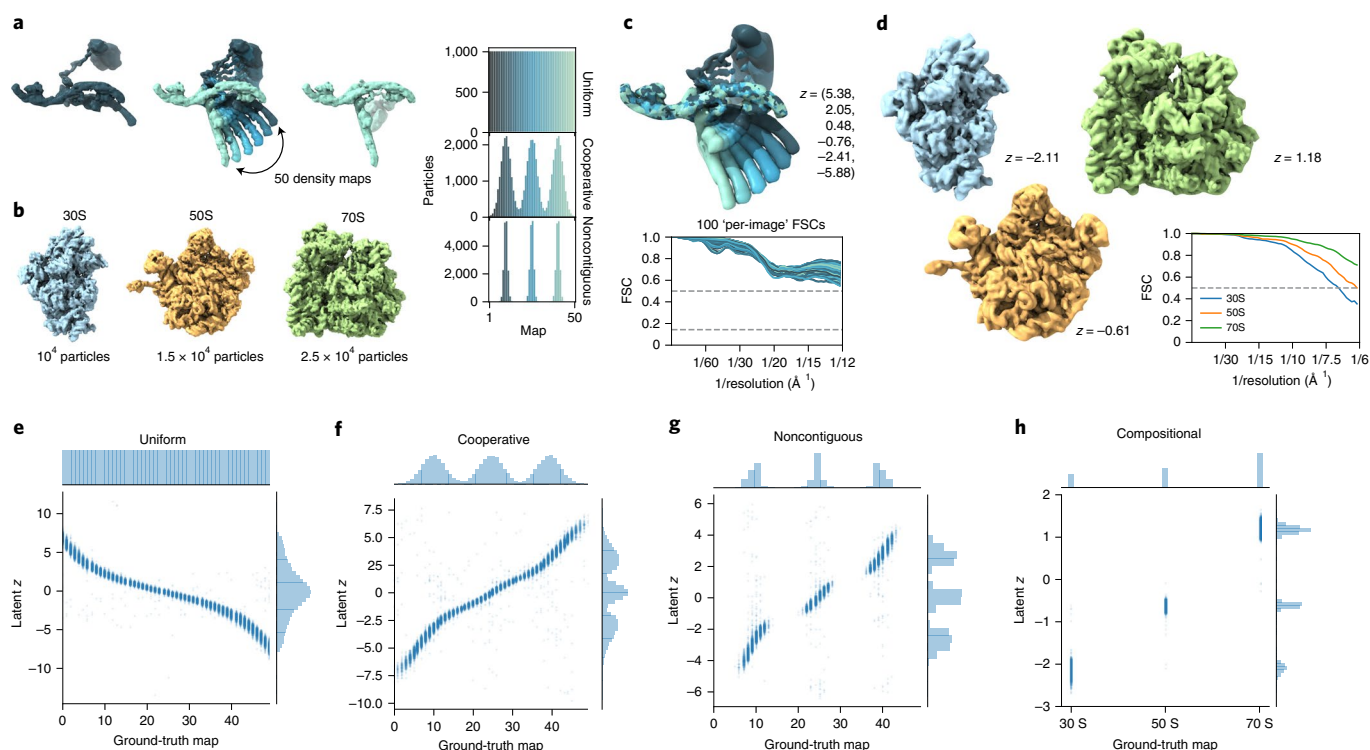 a
50 density maps
1,000
500
0
Uniform
2,000
1,000
0
Cooperative
4,000
2,000
0
Noncontiguous
Particles
1
50
Map
b
30S
50S
70S
10⁴ particles
1.5 × 10⁴ particles
2.5 × 10⁴ particles
c
z = (5.38,
2.05,
0.48,
−0.76,
−2.41,
−5.88)
100 'per-image' FSCs
1.0
0.8
0.6
0.4
0.2
0
FSC
1/60
1/30
1/20
1/15
1/12
1/resolution (Å⁻¹)
d
z = −2.11
z = 1.18
z = −0.61
1.0
0.8
0.6
0.4
0.2
0
FSC
30S
50S
70S
1/30
1/15
1/10
1/7.5
1/6
1/resolution (Å⁻¹)
e
Uniform
10
5
0
−5
−10
Latent z
0
10
20
30
40
Ground-truth map
f
Cooperative
7.5
5.0
25
0
−2.5
−5.0
−7.5
−10.0
Latent z
0
10
20
30
40
Ground-truth map
g
Noncontiguous
6
4
2
0
−2
−4
−6
Latent z
0
10
20
30
40
Ground-truth map
h
Compositional
2
1
0
−1
−2
−3
Latent z
30 S
50 S
70 S
Ground-truth map